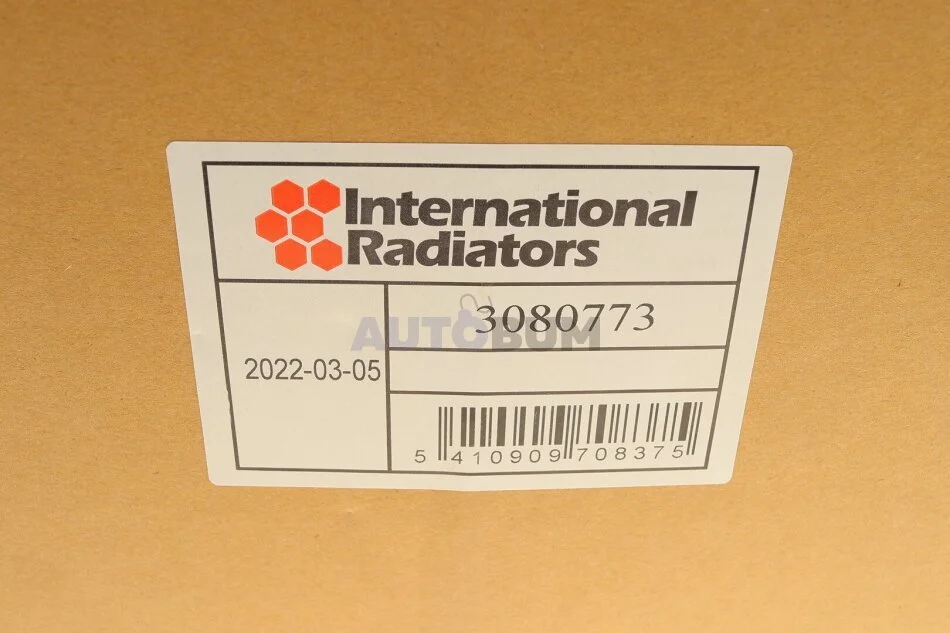 International
Radiators
3080773
AUTOBUM
2022-03-05
5 410909 708375